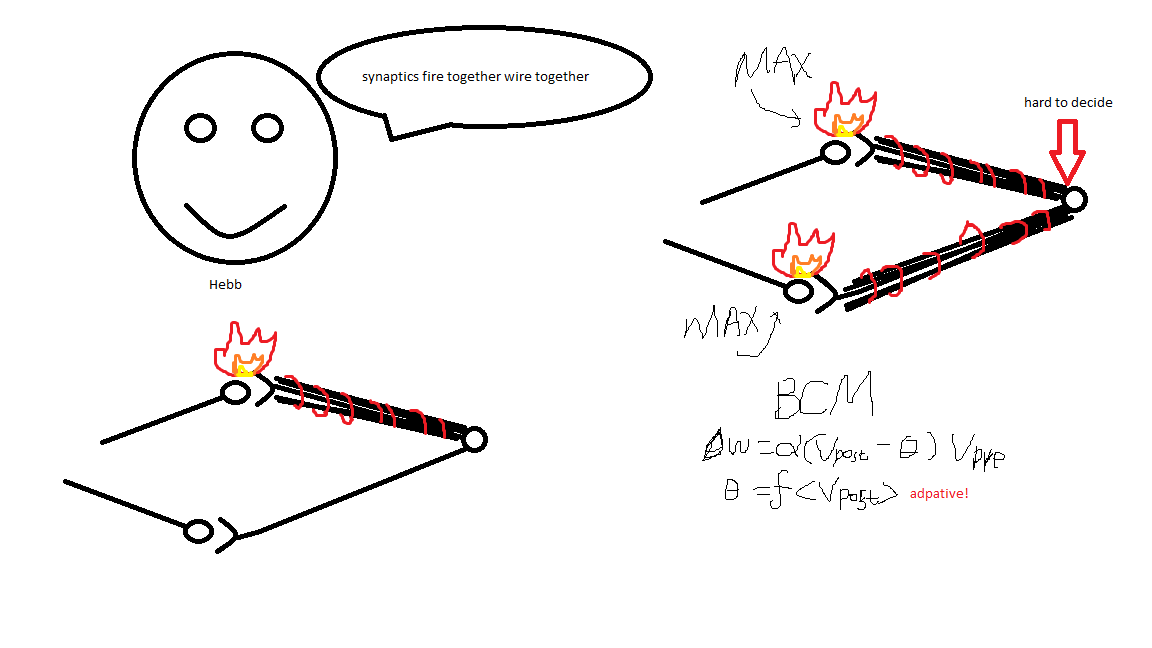 synaptics fire together wire together
Hebb
MAX
hard to decide
MAX
BCM
Δw = α(Vpost - θ) Vpre
θ = f<Vpost> adpative!